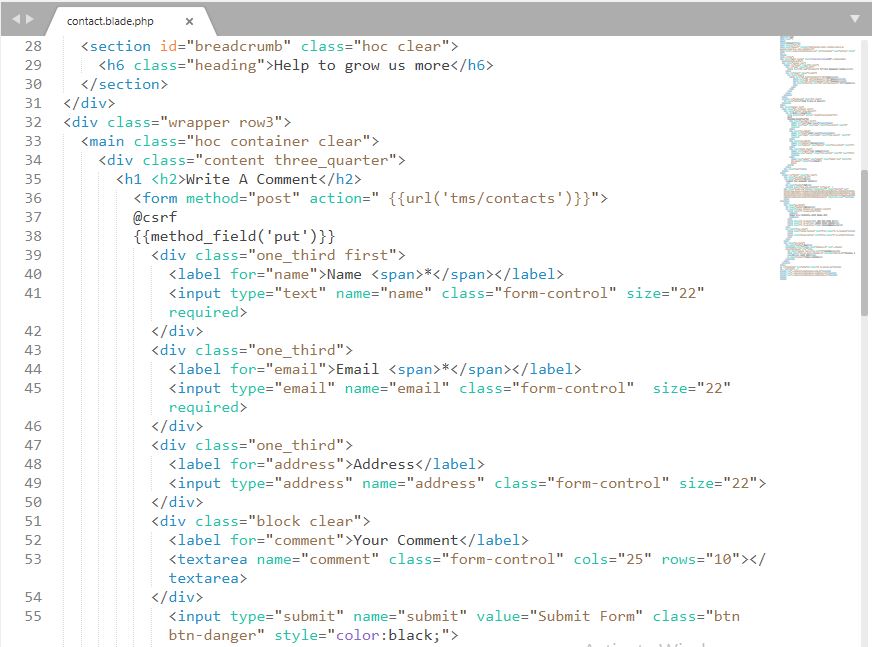 contact.blade.php ×
28 <section id="breadcrumb" class="hoc clear">
29 <h6 class="heading">Help to grow us more</h6>
30 </section>
31 </div>
32 <div class="wrapper row3">
33 <main class="hoc container clear">
34 <div class="content three_quarter">
35 <h1 <h2>Write A Comment</h2>
36 <form method="post" action=" {{url('tms/contacts')}}">
37 @csrf
38 {{method_field('put')}}
39 <div class="one_third first">
40 <label for="name">Name <span>*</span></label>
41 <input type="text" name="name" class="form-control" size="22"
required>
42 </div>
43 <div class="one_third">
44 <label for="email">Email <span>*</span></label>
45 <input type="email" name="email" class="form-control"  size="22"
required>
46 </div>
47 <div class="one_third">
48 <label for="address">Address</label>
49 <input type="address" name="address" class="form-control" size="22">
50 </div>
51 <div class="block clear">
52 <label for="comment">Your Comment</label>
53 <textarea name="comment" class="form-control" cols="25" rows="10"></
textarea>
54 </div>
55 <input type="submit" name="submit" value="Submit Form" class="btn
btn-danger" style="color:black;">